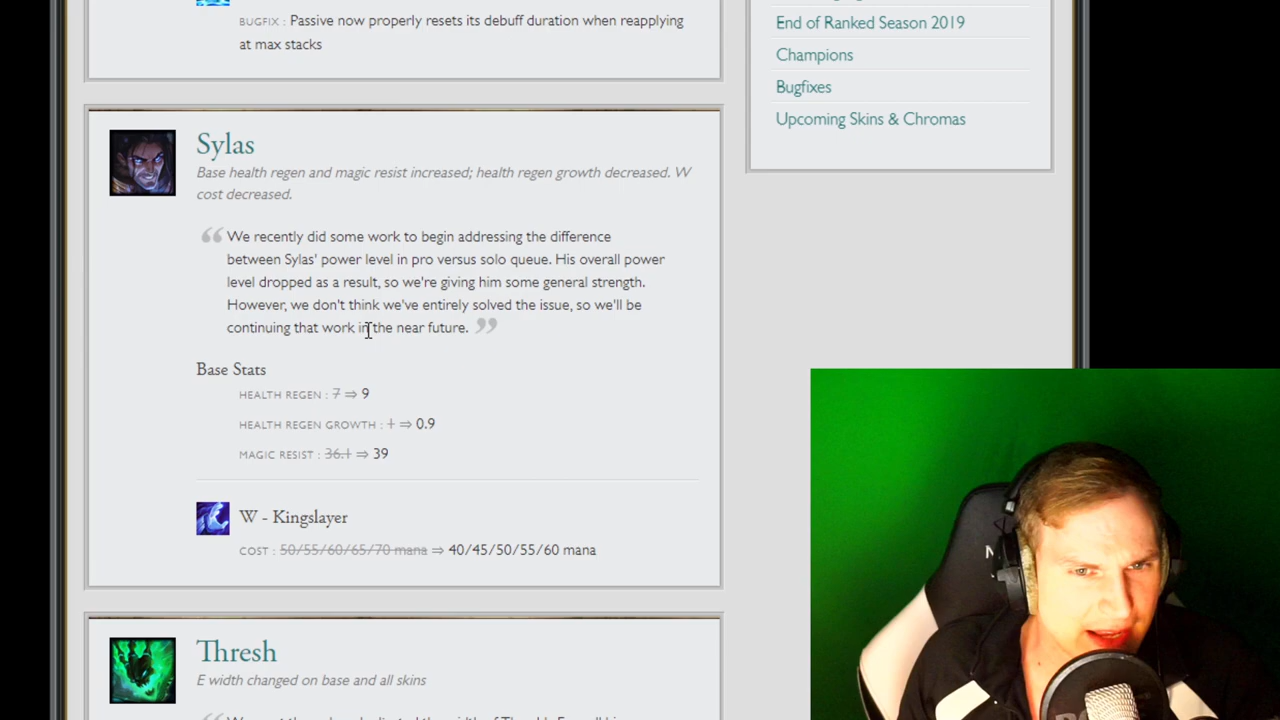 BUGFIX : Passive now properly resets its debuff duration when reapplying
at max stacks
End of Ranked Season 2019
Champions
Bugfixes
Upcoming Skins & Chromas
Sylas
Base health regen and magic resist increased; health regen growth decreased. W
cost decreased.
“ We recently did some work to begin addressing the difference
between Sylas' power level in pro versus solo queue. His overall power
level dropped as a result, so we're giving him some general strength.
However, we don't think we've entirely solved the issue, so we'll be
continuing that work in the near future. ”
Base Stats
HEALTH REGEN : 7 ⇒ 9
HEALTH REGEN GROWTH : 1 ⇒ 0.9
MAGIC RESIST : 36.1 ⇒ 39
W - Kingslayer
COST : 50/55/60/65/70 mana ⇒ 40/45/50/55/60 mana
Thresh
E width changed on base and all skins